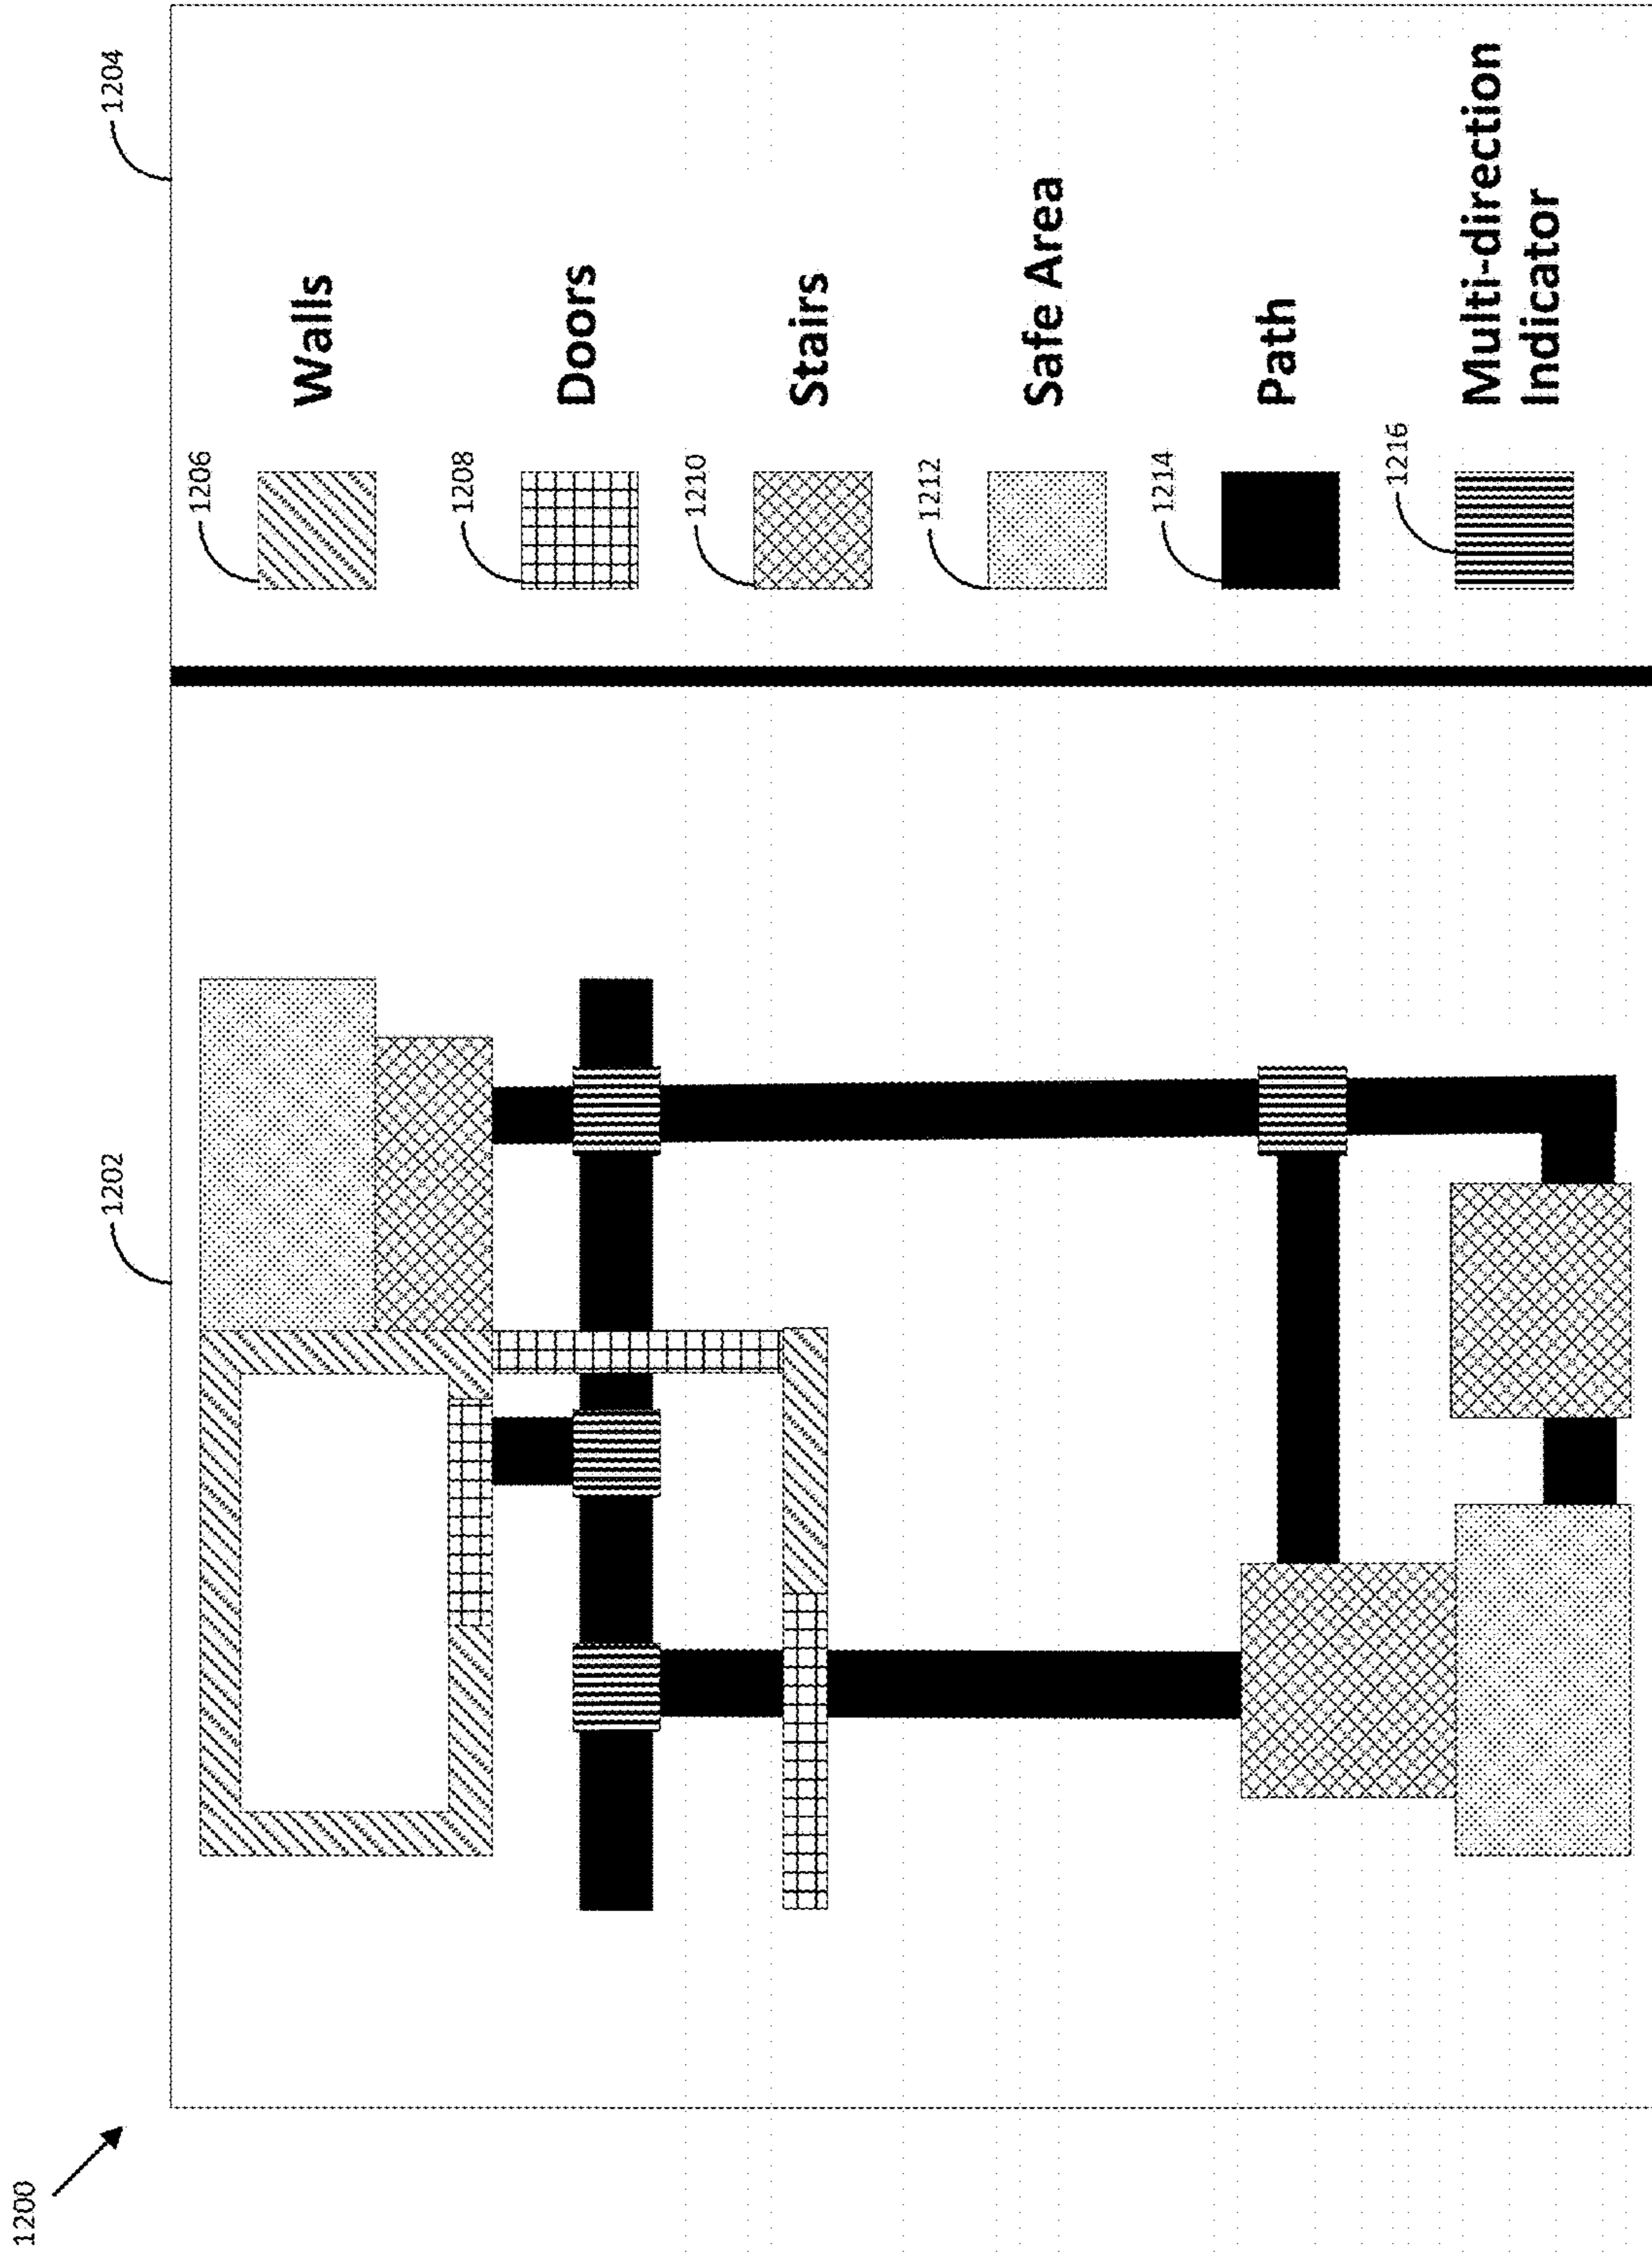 1200
1202
1204
1206
Walls
1208
Doors
1210
Stairs
1212
Safe Area
1214
Path
1216
Multi-direction
Indicator